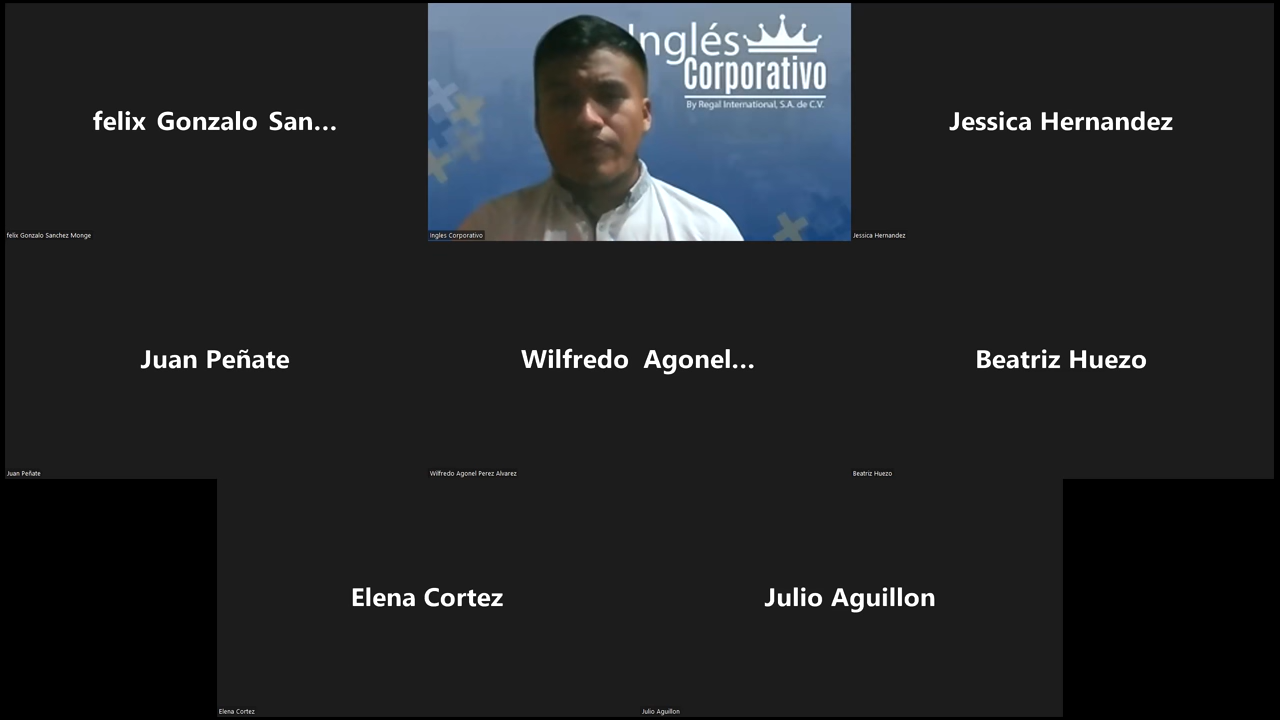 felix Gonzalo San...
Inglés
Corporativo
By Regal International, S.A. de C.V.
Jessica Hernandez
felix Gonzalo Sanchez Monge
Ingles Corporativo
Jessica Hernandez
Juan Peñate
Wilfredo Agonel...
Beatriz Huezo
Juan Peñate
Wilfredo Agonel Perez Alvarez
Beatriz Huezo
Elena Cortez
Julio Aguillon
Elena Cortez
Julio Aguillon